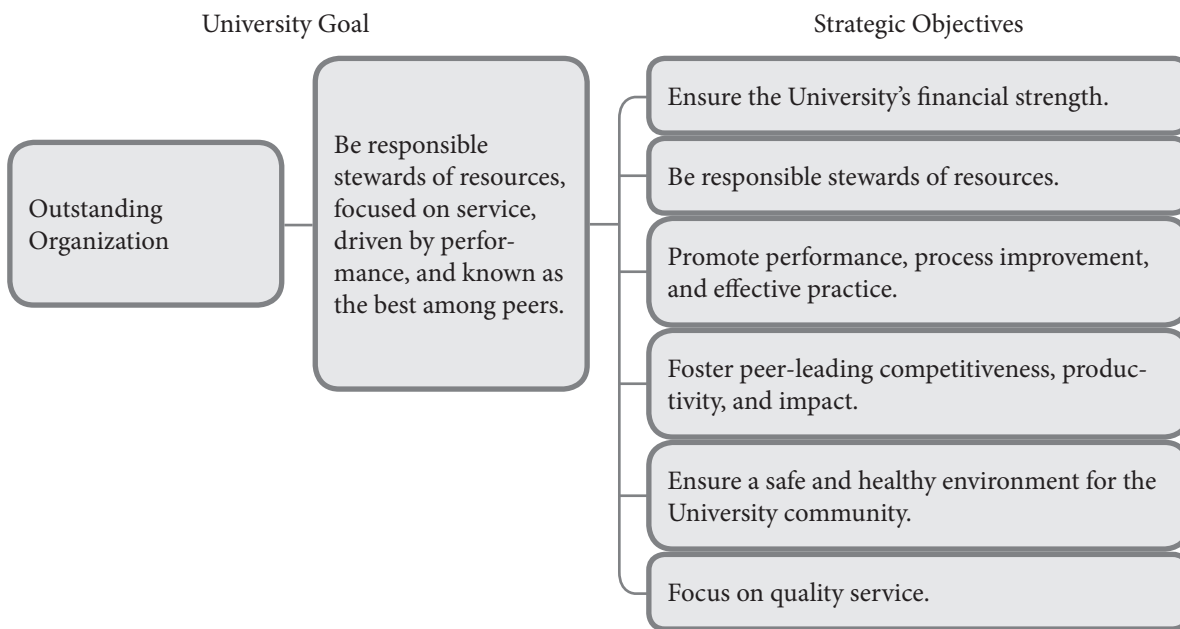 University Goal
Strategic Objectives
Outstanding
Organization
Be responsible
stewards of resources,
focused on service,
driven by perfor-
mance, and known as
the best among peers.
Ensure the University’s financial strength.
Be responsible stewards of resources.
Promote performance, process improvement,
and effective practice.
Foster peer-leading competitiveness, produc-
tivity, and impact.
Ensure a safe and healthy environment for the
University community.
Focus on quality service.